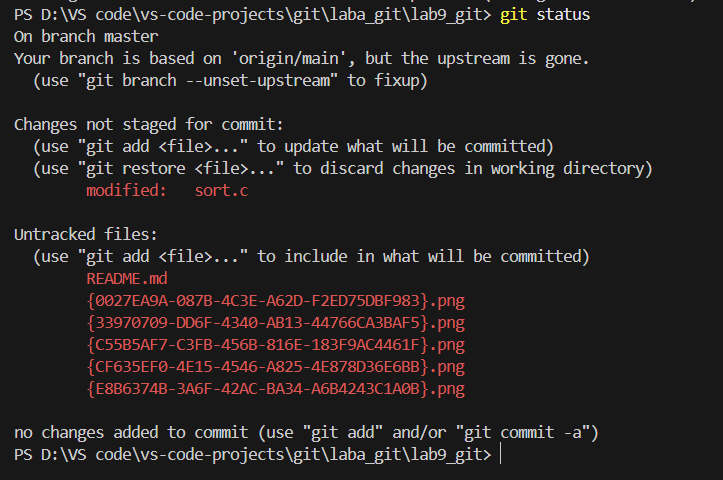 PS D:\VS code\vs-code-projects\git\laba_git\lab9_git> git status
On branch master
Your branch is based on 'origin/main', but the upstream is gone.
  (use "git branch --unset-upstream" to fixup)

Changes not staged for commit:
  (use "git add <file>..." to update what will be committed)
  (use "git restore <file>..." to discard changes in working directory)
        modified:   sort.c

Untracked files:
  (use "git add <file>..." to include in what will be committed)
        README.md
        {0027EA9A-087B-4C3E-A62D-F2ED75DBF983}.png
        {33970709-DD6F-4340-AB13-44766CA3BAF5}.png
        {C55B5AF7-C3FB-456B-816E-183F9AC4461F}.png
        {CF635EF0-4E15-4546-A825-4E878D36E6BB}.png
        {E8B6374B-3A6F-42AC-BA34-A6B4243C1A0B}.png

no changes added to commit (use "git add" and/or "git commit -a")
PS D:\VS code\vs-code-projects\git\laba_git\lab9_git>